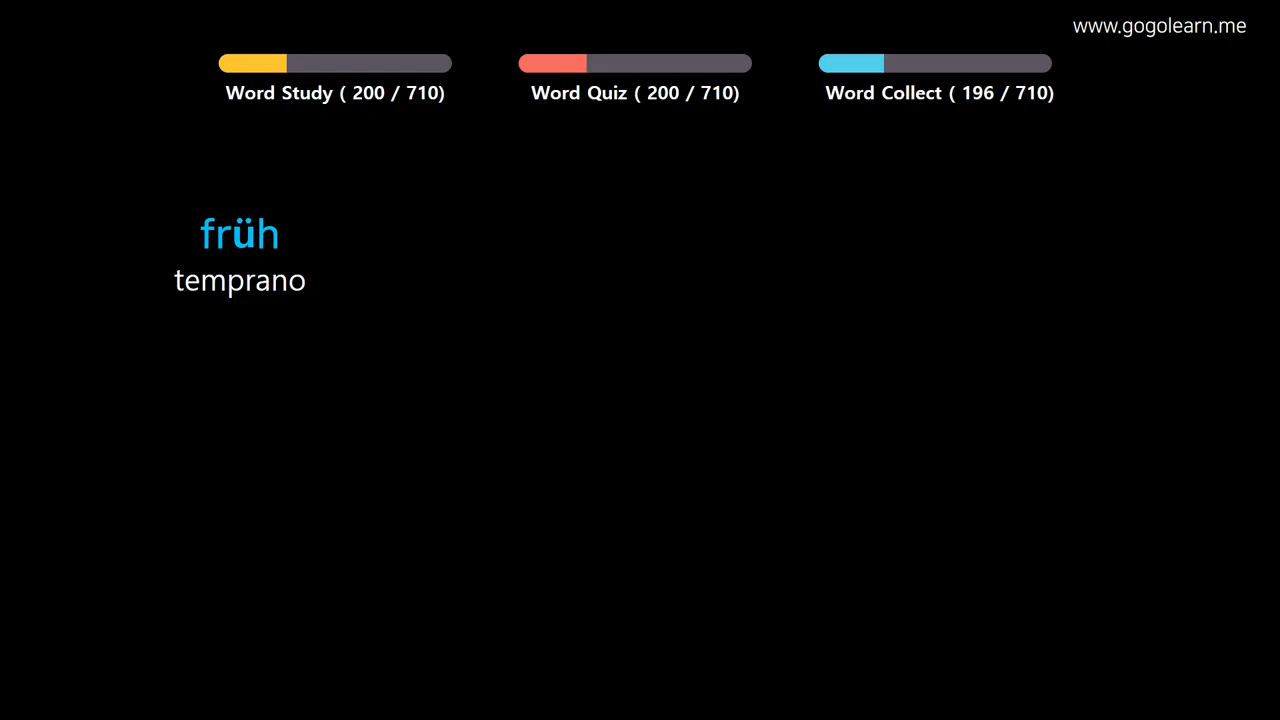 www.gogolearn.me
Word Study ( 200 / 710)
Word Quiz ( 200 / 710)
Word Collect ( 196 / 710)
früh
temprano